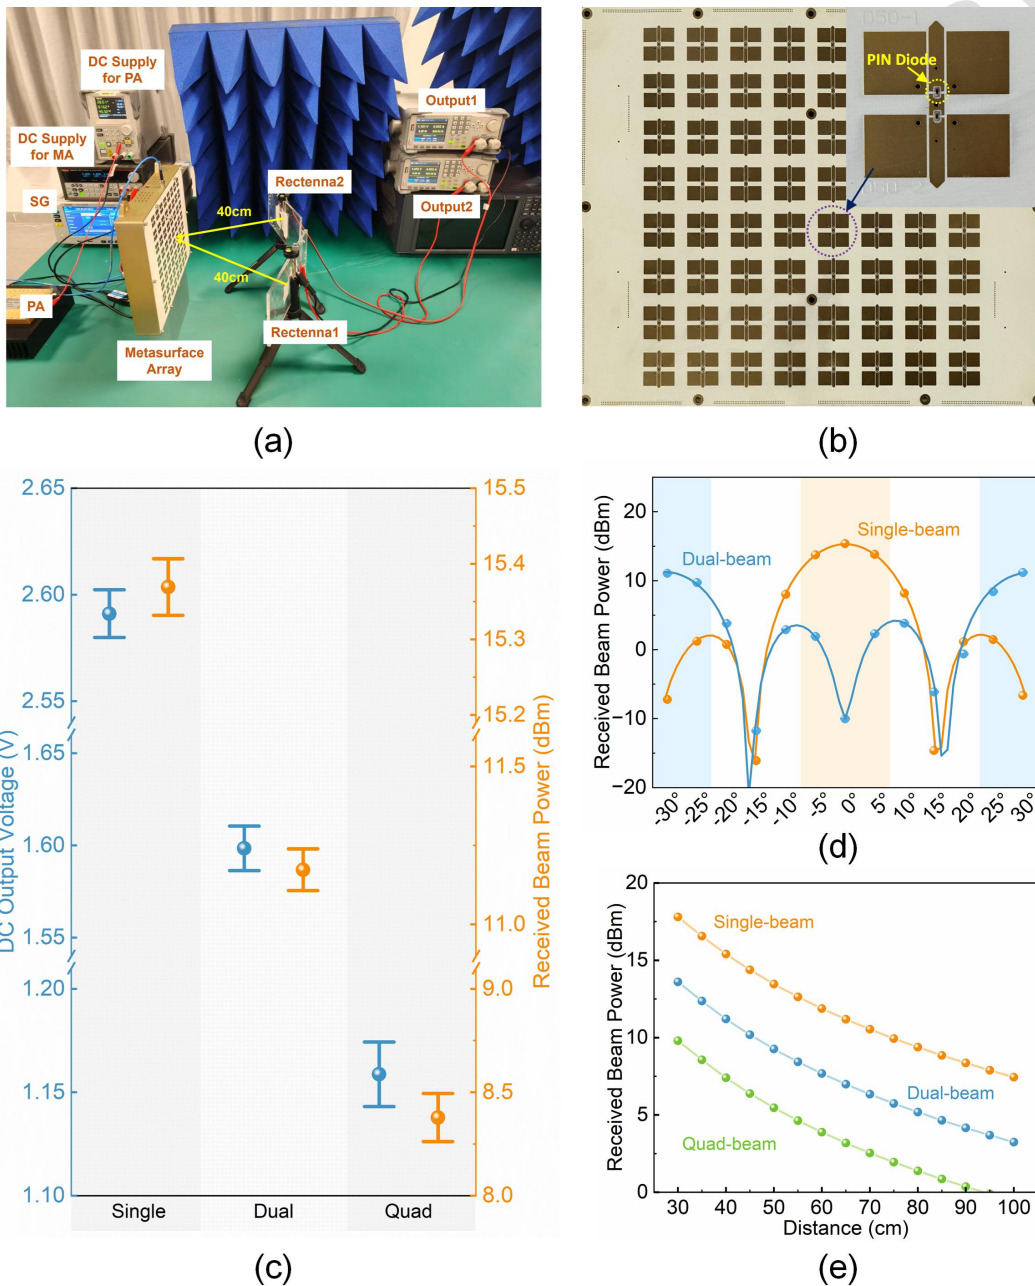 DC Supply
for PA
Output1
DC Supply
for MA
Rectenna2
SG
40cm
Output2
40cm
PA
Rectenna1
Metasurface
Array
(a)
050-1
PIN Diode
050
(b)
2.65
2.60
2.55
1.65
1.60
1.55
1.20
1.15
1.10
DC Output Voltage (V)
15.5
15.4
15.3
15.2
11.5
11.0
9.0
8.5
8.0
Received Beam Power (dBm)
Single
Dual
Quad
(c)
20
10
0
−10
−20
Received Beam Power (dBm)
Single-beam
Dual-beam
-30°
-25°
-20°
-15°
-10°
-5°
0°
5°
10°
15°
20°
25°
30°
(d)
20
15
10
5
0
Received Beam Power (dBm)
Single-beam
Dual-beam
Quad-beam
30 40 50 60 70 80 90 100
Distance (cm)
(e)